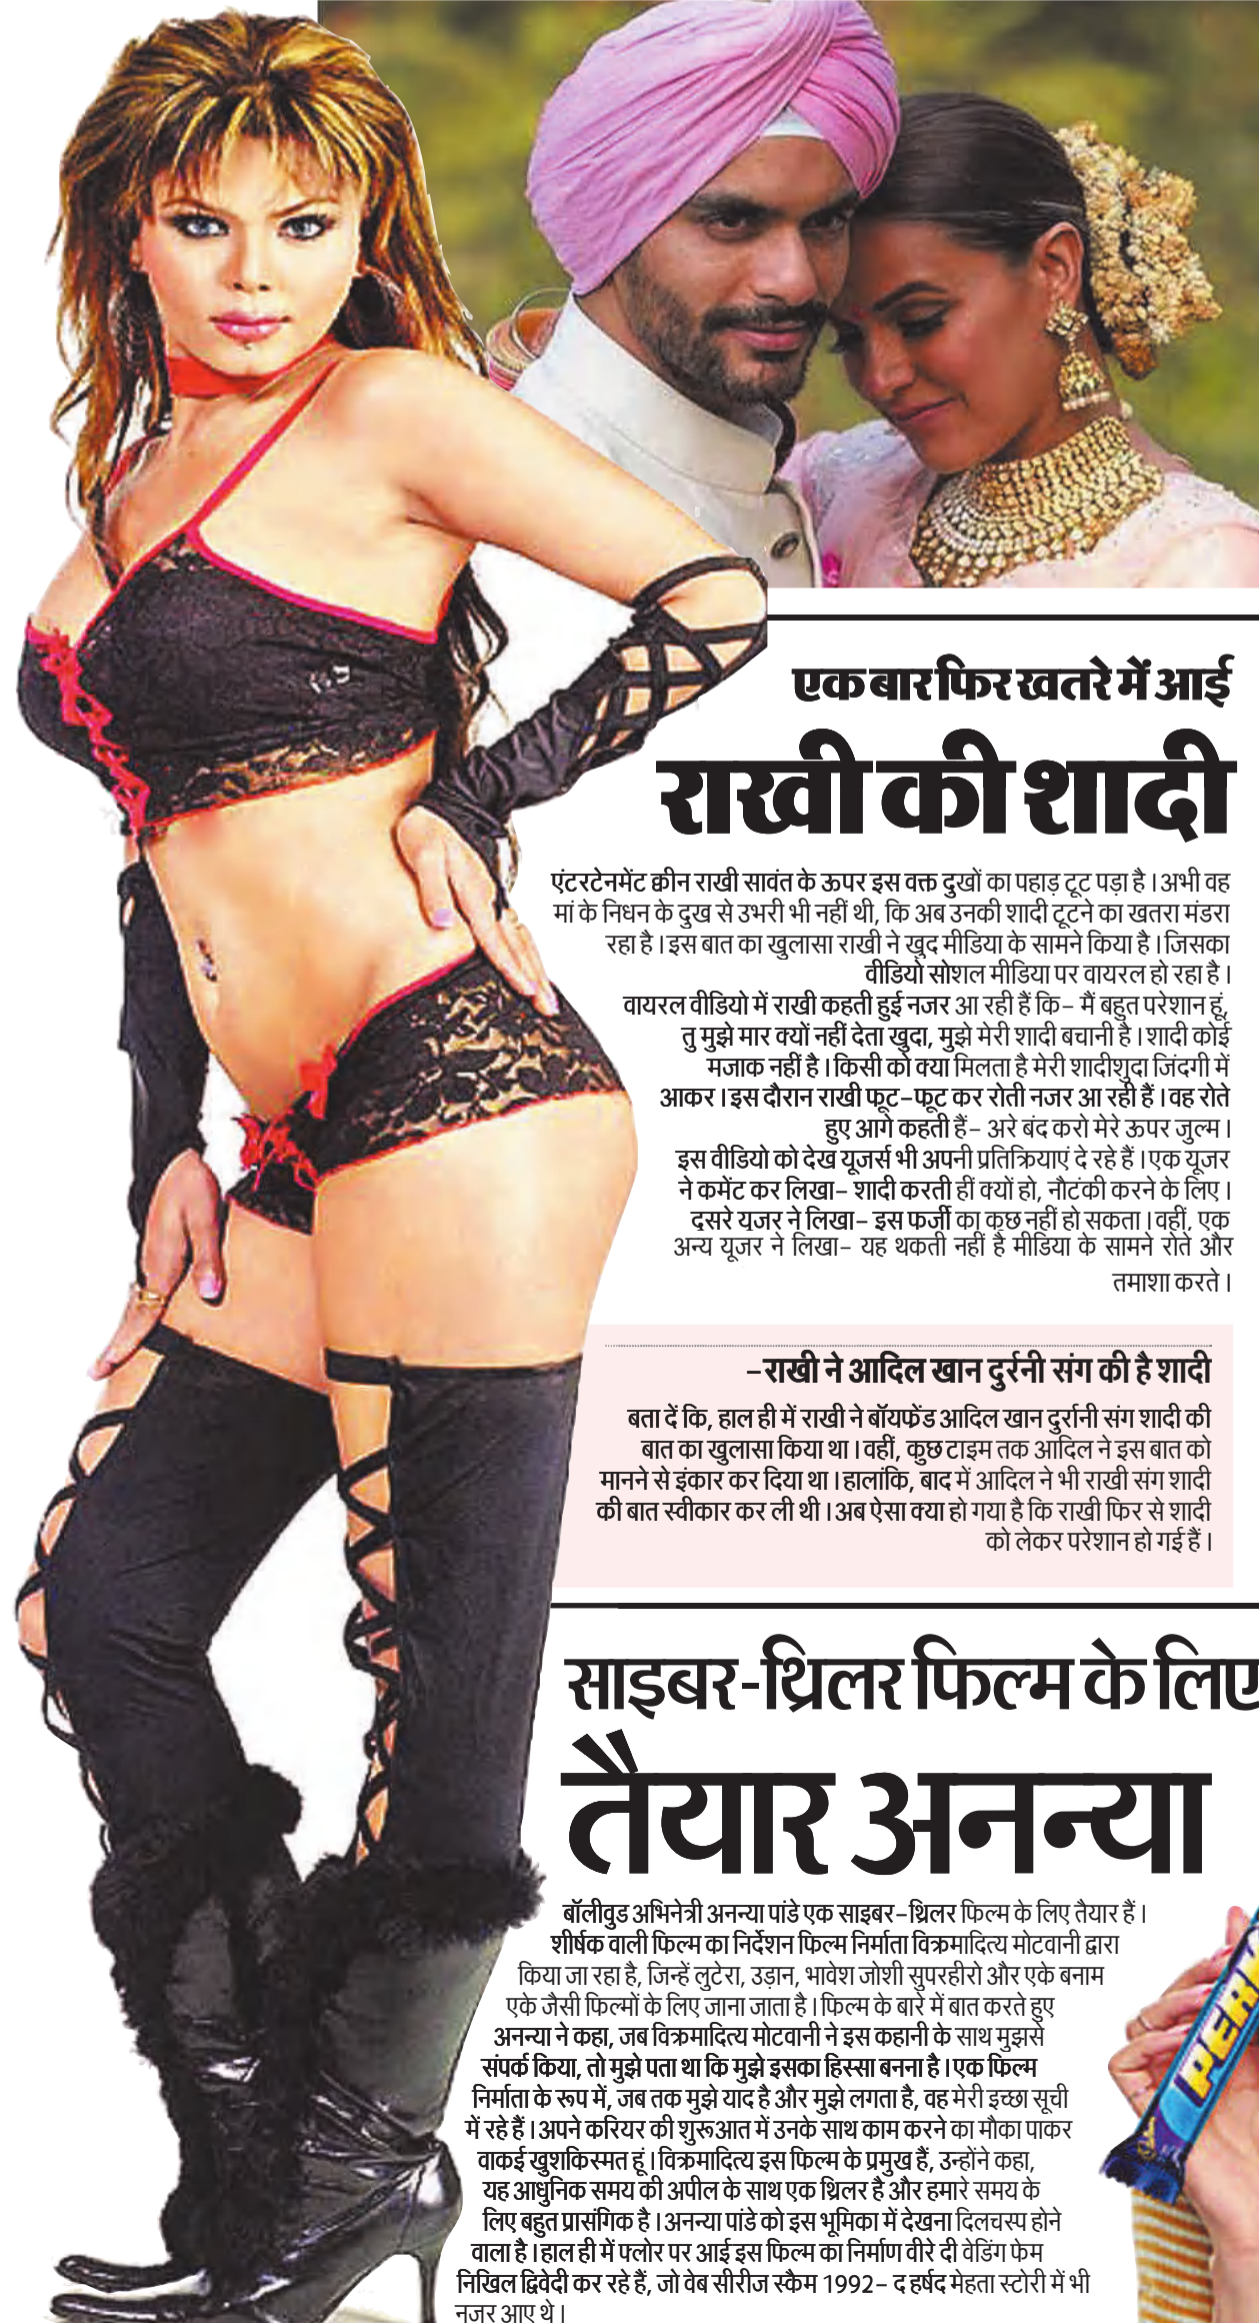 एक बार फिर खतरे में आई
राखी की शादी
एंटरटेनमेंट क्वीन राखी सावंत के ऊपर इस वक्त दुखों का पहाड़ टूट पड़ा है । अभी वह
मां के निधन के दुख से उभरी भी नहीं थी, कि अब उनकी शादी टूटने का खतरा मंडरा
रहा है । इस बात का खुलासा राखी ने खुद मीडिया के सामने किया है । जिसका
वीडियो सोशल मीडिया पर वायरल हो रहा है ।
वायरल वीडियो में राखी कहती हुई नजर आ रही हैं कि– मैं बहुत परेशान हूं,
तु मुझे मार क्यों नहीं देता खुदा, मुझे मेरी शादी बचानी है । शादी कोई
मजाक नहीं है । किसी को क्या मिलता है मेरी शादीशुदा जिंदगी में
आकर । इस दौरान राखी फूट–फूट कर रोती नजर आ रही हैं । वह रोते
हुए आगे कहती हैं– अरे बंद करो मेरे ऊपर जुल्म ।
इस वीडियो को देख यूजर्स भी अपनी प्रतिक्रियाएं दे रहे हैं । एक यूजर
ने कमेंट कर लिखा– शादी करती हीं क्यों हो, नौटंकी करने के लिए ।
दूसरे यूजर ने लिखा– इस फर्जी का कुछ नहीं हो सकता । वहीं, एक
अन्य यूजर ने लिखा– यह थकती नहीं है मीडिया के सामने रोते और
तमाशा करते ।
–राखी ने आदिल खान दुर्रनी संग की है शादी
बता दें कि, हाल ही में राखी ने बॉयफ्रेंड आदिल खान दुर्रानी संग शादी की
बात का खुलासा किया था । वहीं, कुछ टाइम तक आदिल ने इस बात को
मानने से इंकार कर दिया था । हालांकि, बाद में आदिल ने भी राखी संग शादी
की बात स्वीकार कर ली थी । अब ऐसा क्या हो गया है कि राखी फिर से शादी
को लेकर परेशान हो गई हैं ।
साइबर-थ्रिलर फिल्म के लिए
तैयार अनन्या
बॉलीवुड अभिनेत्री अनन्या पांडे एक साइबर–थ्रिलर फिल्म के लिए तैयार हैं ।
शीर्षक वाली फिल्म का निर्देशन फिल्म निर्माता विक्रमादित्य मोटवानी द्वारा
किया जा रहा है, जिन्हें लुटेरा, उड़ान, भावेश जोशी सुपरहीरो और एके बनाम
एके जैसी फिल्मों के लिए जाना जाता है । फिल्म के बारे में बात करते हुए
अनन्या ने कहा, जब विक्रमादित्य मोटवानी ने इस कहानी के साथ मुझसे
संपर्क किया, तो मुझे पता था कि मुझे इसका हिस्सा बनना है । एक फिल्म
निर्माता के रूप में, जब तक मुझे याद है और मुझे लगता है, वह मेरी इच्छा सूची
में रहे हैं । अपने करियर की शुरूआत में उनके साथ काम करने का मौका पाकर
वाकई खुशकिस्मत हूं । विक्रमादित्य इस फिल्म के प्रमुख हैं, उन्होंने कहा,
यह आधुनिक समय की अपील के साथ एक थ्रिलर है और हमारे समय के
लिए बहुत प्रासंगिक है । अनन्या पांडे को इस भूमिका में देखना दिलचस्प होने
वाला है । हाल ही में फ्लोर पर आई इस फिल्म का निर्माण वीरे दी वेडिंग फेम
निखिल द्विवेदी कर रहे हैं, जो वेब सीरीज स्कैम 1992– द हर्षद मेहता स्टोरी में भी
नजर आए थे ।
PERK